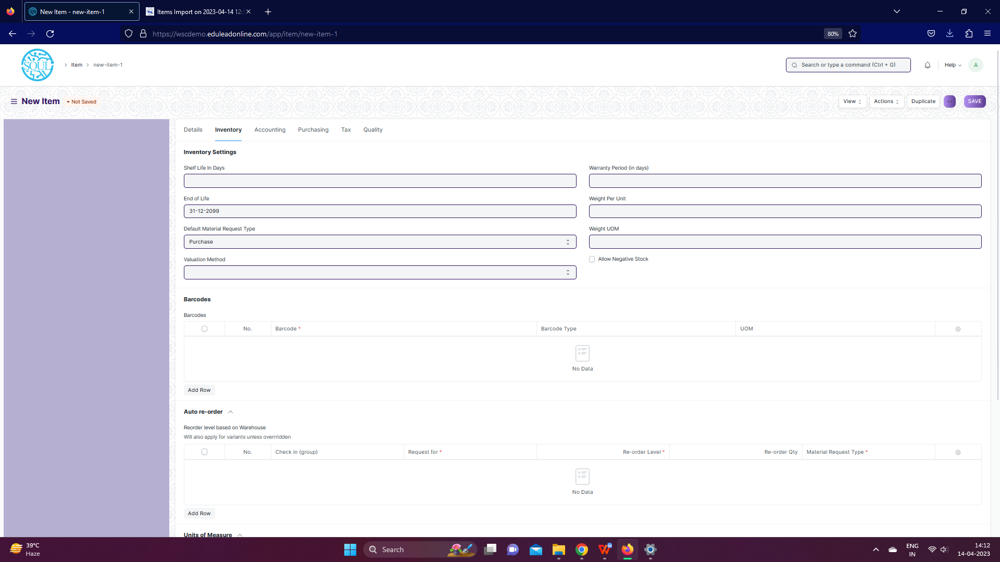 New Item - new-item-1
Items Import on 2023-04-14 12:
https://wscdemo.eduleadonline.com/app/item/new-item-1
80%
SOUL
Item
new-item-1
Search or type a command (Ctrl + G)
Help
A
New Item
• Not Saved
View
Actions
Duplicate
...
SAVE
Details
Inventory
Accounting
Purchasing
Tax
Quality
Inventory Settings
Shelf Life In Days
Warranty Period (in days)
End of Life
Weight Per Unit
31-12-2099
Default Material Request Type
Weight UOM
Purchase
Valuation Method
Allow Negative Stock
Barcodes
Barcodes
No.
Barcode *
Barcode Type
UOM
No Data
Add Row
Auto re-order
Reorder level based on Warehouse
Will also apply for variants unless overrridden
No.
Check in (group)
Request for *
Re-order Level *
Re-order Qty
Material Request Type *
No Data
Add Row
Units of Measure
39°C
Haze
Search
ENG
IN
14:12
14-04-2023